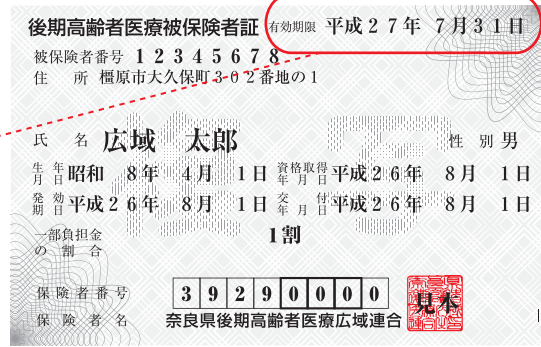 後期高齢者医療被保険者証 有効期限 平成27年 7月31日
被保険者番号 12345678
住所 橿原市大久保町302番地の1
氏名 広域 太郎 性別 男
生年月日 昭和 8年 4月 1日 資格取得年月日 平成26年 8月 1日
発効期日 平成26年 8月 1日 交付年月日 平成26年 8月 1日
一部負担金の割合 1割
保険者番号 39290000
保険者名 奈良県後期高齢者医療広域連合
見本